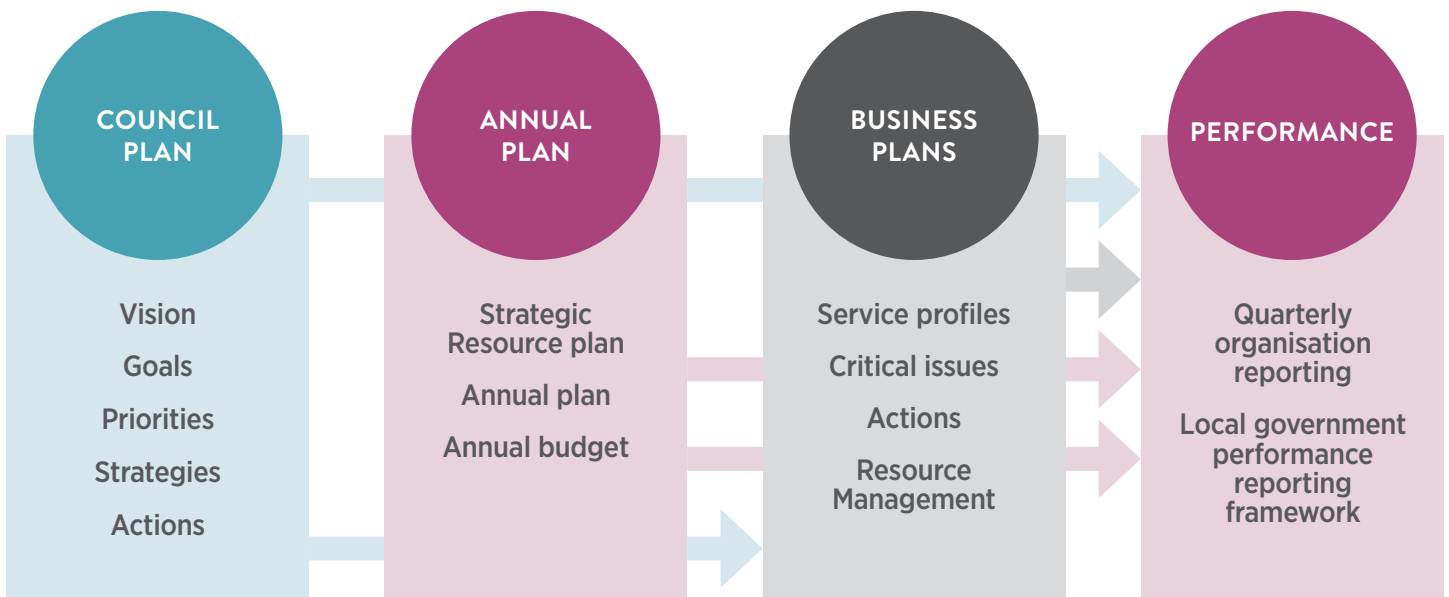 COUNCIL
PLAN
Vision
Goals
Priorities
Strategies
Actions
ANNUAL
PLAN
Strategic
Resource plan
Annual plan
Annual budget
BUSINESS
PLANS
Service profiles
Critical issues
Actions
Resource
Management
PERFORMANCE
Quarterly
organisation
reporting
Local government
performance
reporting
framework